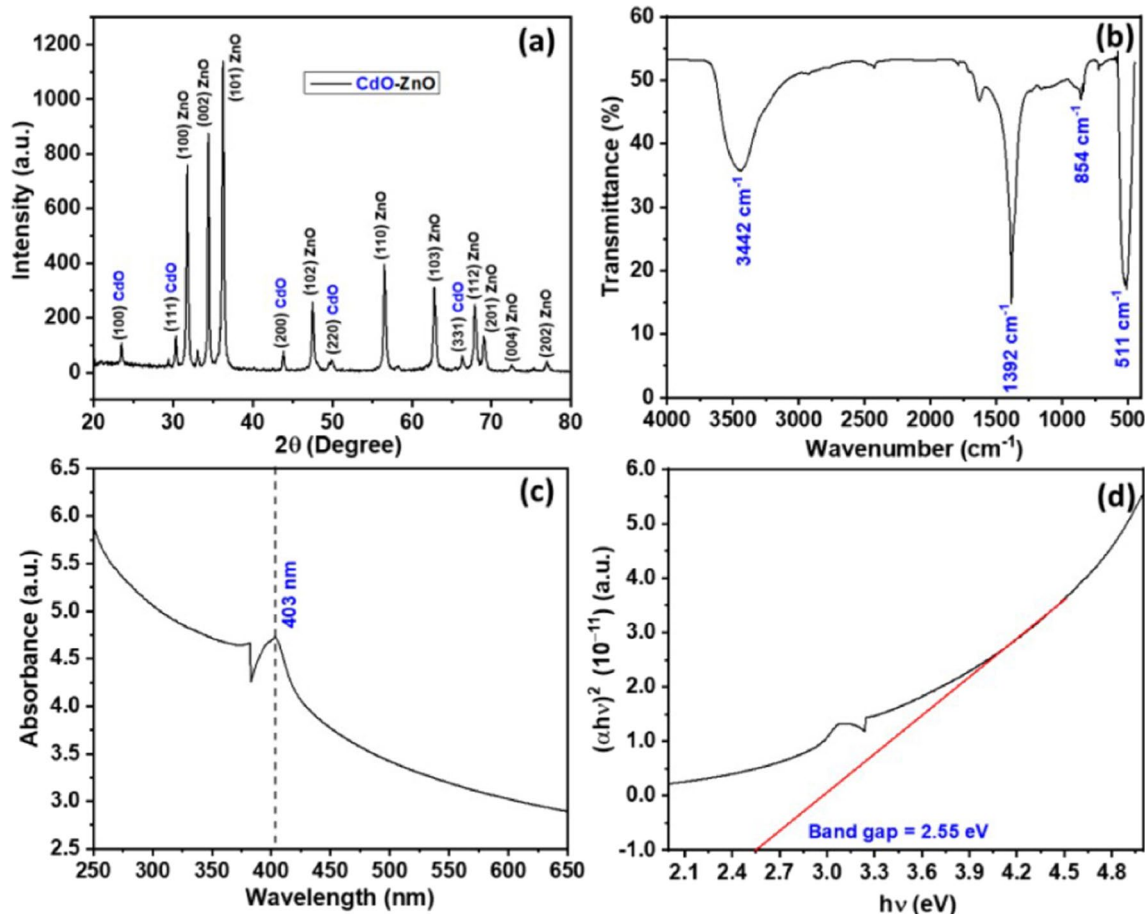 (a)
1200
1000
800
600
400
200
0
Intensity (a.u.)
CdO-ZnO
(100) CdO
(111) CdO
(100) ZnO
(002) ZnO
(101) ZnO
(200) CdO
(102) ZnO
(220) CdO
(110) ZnO
(103) ZnO
(331) CdO
(112) ZnO
(201) ZnO
(004) ZnO
(202) ZnO
20 30 40 50 60 70 80
2θ (Degree)
(b)
60
50
40
30
20
10
0
Transmittance (%)
3442 cm⁻¹
1392 cm⁻¹
854 cm⁻¹
511 cm⁻¹
4000 3500 3000 2500 2000 1500 1000 500
Wavenumber (cm⁻¹)
(c)
6.5
6.0
5.5
5.0
4.5
4.0
3.5
3.0
2.5
Absorbance (a.u.)
403 nm
250 300 350 400 450 500 550 600 650
Wavelength (nm)
(d)
6.0
5.0
4.0
3.0
2.0
1.0
0.0
-1.0
(αhν)² (10⁻¹¹) (a.u.)
Band gap = 2.55 eV
2.1 2.4 2.7 3.0 3.3 3.6 3.9 4.2 4.5 4.8
hν (eV)